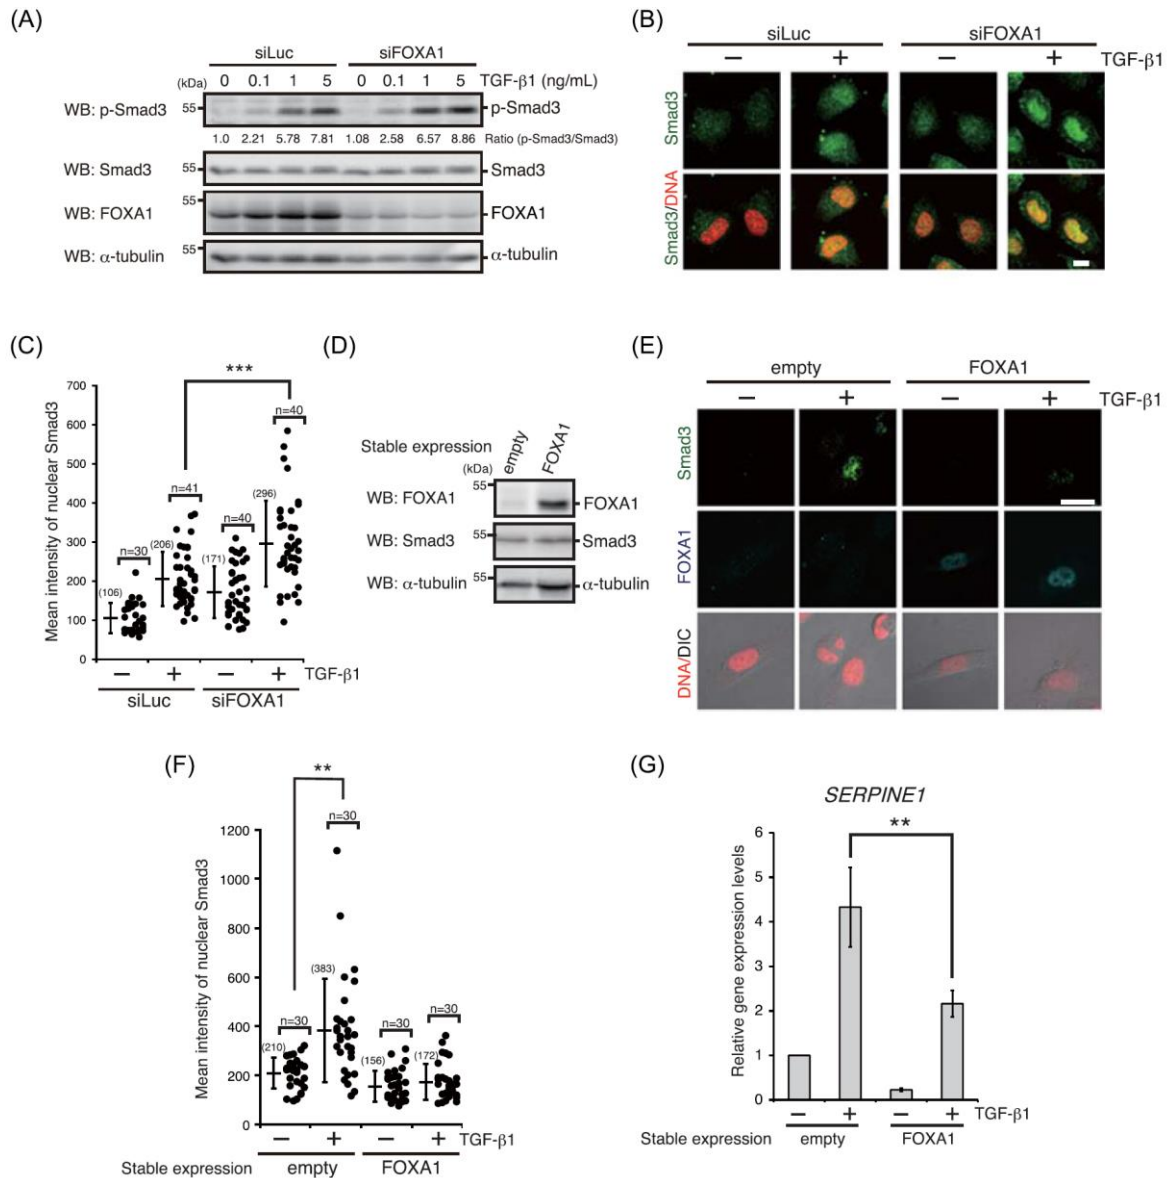 (A)
siLuc siFOXA1
(kDa) 0 0.1 1 5 0 0.1 1 5 TGF-β1 (ng/mL)
WB: p-Smad3 55 p-Smad3
1.0 2.21 5.78 7.81 1.08 2.58 6.57 8.86 Ratio (p-Smad3/Smad3)
WB: Smad3 55 Smad3
WB: FOXA1 55 FOXA1
WB: α-tubulin 55 α-tubulin
(B)
siLuc siFOXA1
− + − + TGF-β1
Smad3
Smad3/DNA
(C)
Mean intensity of nuclear Smad3
700
600
500
400
300
200
100
0
***
n=30 n=41 n=40 n=40
(106) (206) (171) (296)
− + − + TGF-β1
siLuc siFOXA1
(D)
Stable expression empty FOXA1
(kDa)
WB: FOXA1 55 FOXA1
WB: Smad3 55 Smad3
WB: α-tubulin 55 α-tubulin
(E)
empty FOXA1
− + − + TGF-β1
Smad3
FOXA1
DNA/DIC
(F)
Mean intensity of nuclear Smad3
1200
1000
800
600
400
200
0
**
n=30 n=30 n=30 n=30
(210) (383) (156) (172)
− + − + TGF-β1
Stable expression empty FOXA1
(G)
SERPINE1
Relative gene expression levels
6
5
4
3
2
1
0
**
− + − + TGF-β1
Stable expression empty FOXA1